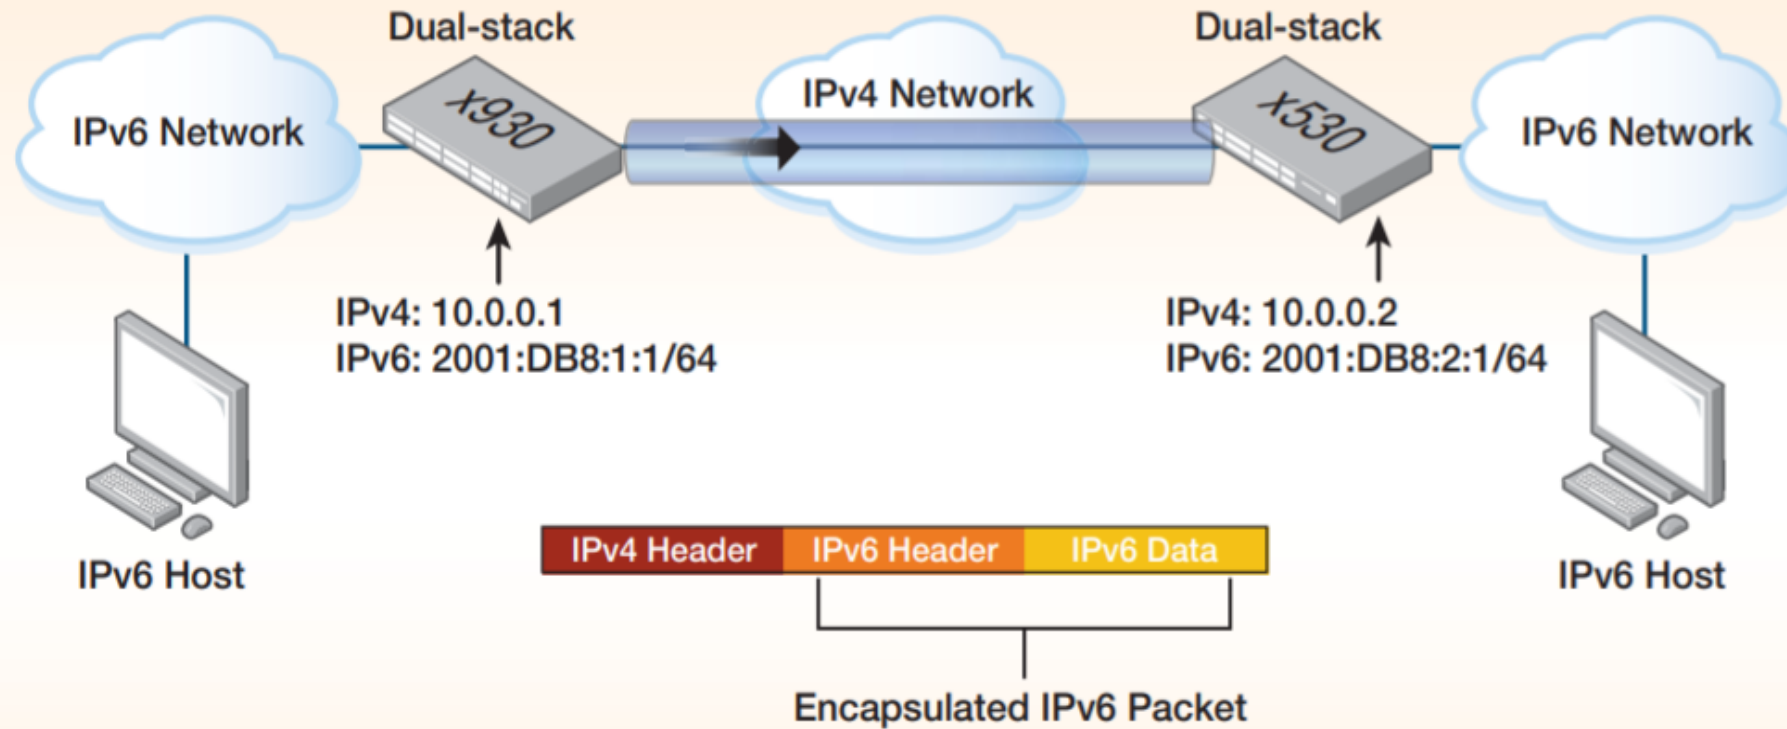 Dual-stack
Dual-stack
IPv6 Network
x930
IPv4 Network
x530
IPv6 Network
IPv4: 10.0.0.1
IPv6: 2001:DB8:1:1/64
IPv4: 10.0.0.2
IPv6: 2001:DB8:2:1/64
IPv6 Host
IPv6 Host
IPv4 Header
IPv6 Header
IPv6 Data
Encapsulated IPv6 Packet